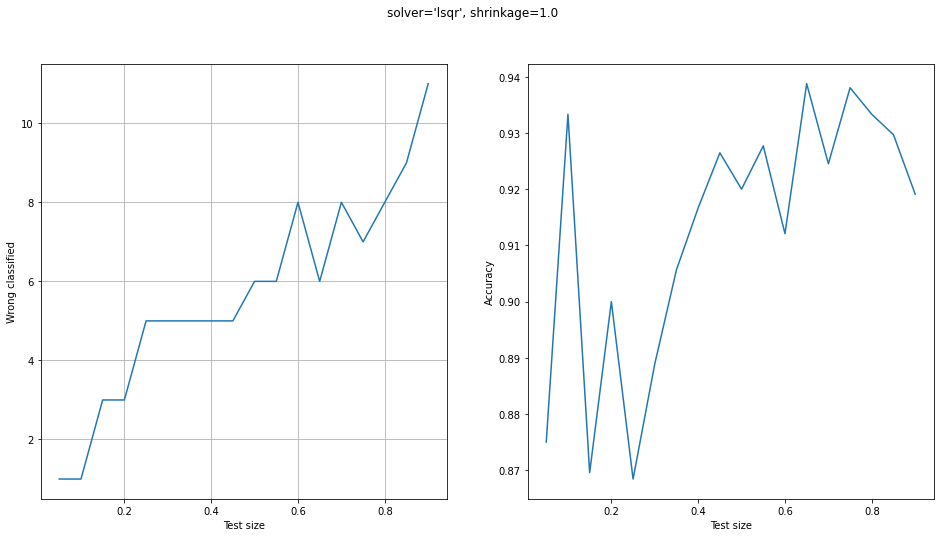 solver='lsqr', shrinkage=1.0
Wrong classified
10
8
6
4
2
0.2 0.4 0.6 0.8
Test size
Accuracy
0.94
0.93
0.92
0.91
0.90
0.89
0.88
0.87
0.2 0.4 0.6 0.8
Test size